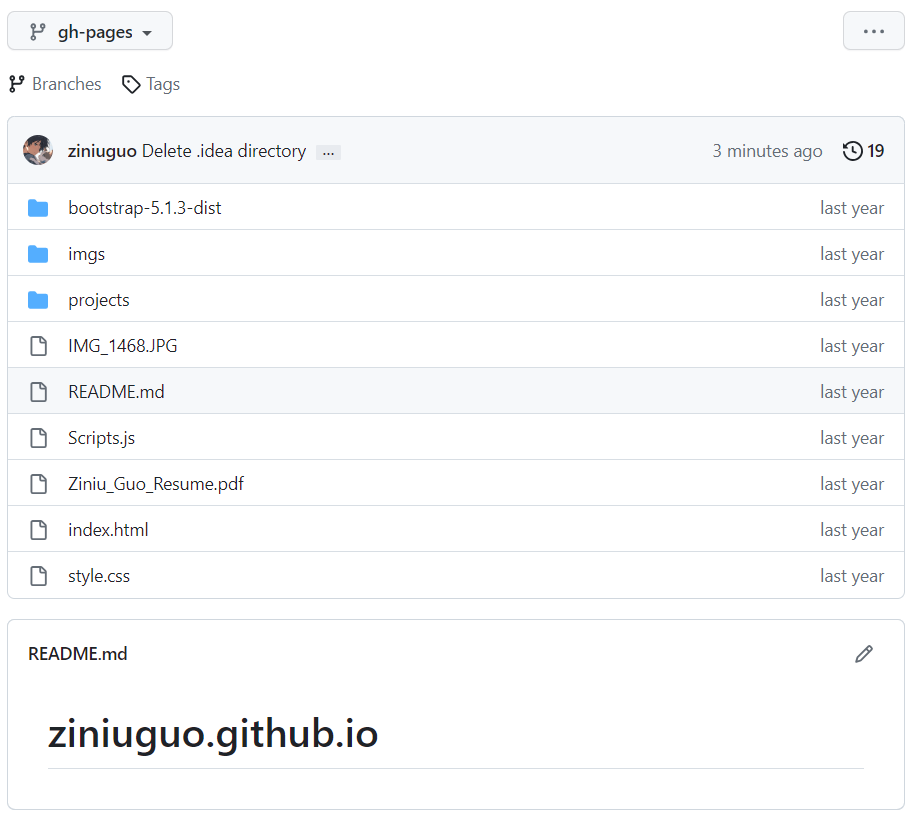 gh-pages
Branches Tags
ziniuguo Delete .idea directory ... 3 minutes ago 19
bootstrap-5.1.3-dist last year
imgs last year
projects last year
IMG_1468.JPG last year
README.md last year
Scripts.js last year
Ziniu_Guo_Resume.pdf last year
index.html last year
style.css last year
README.md
ziniuguo.github.io